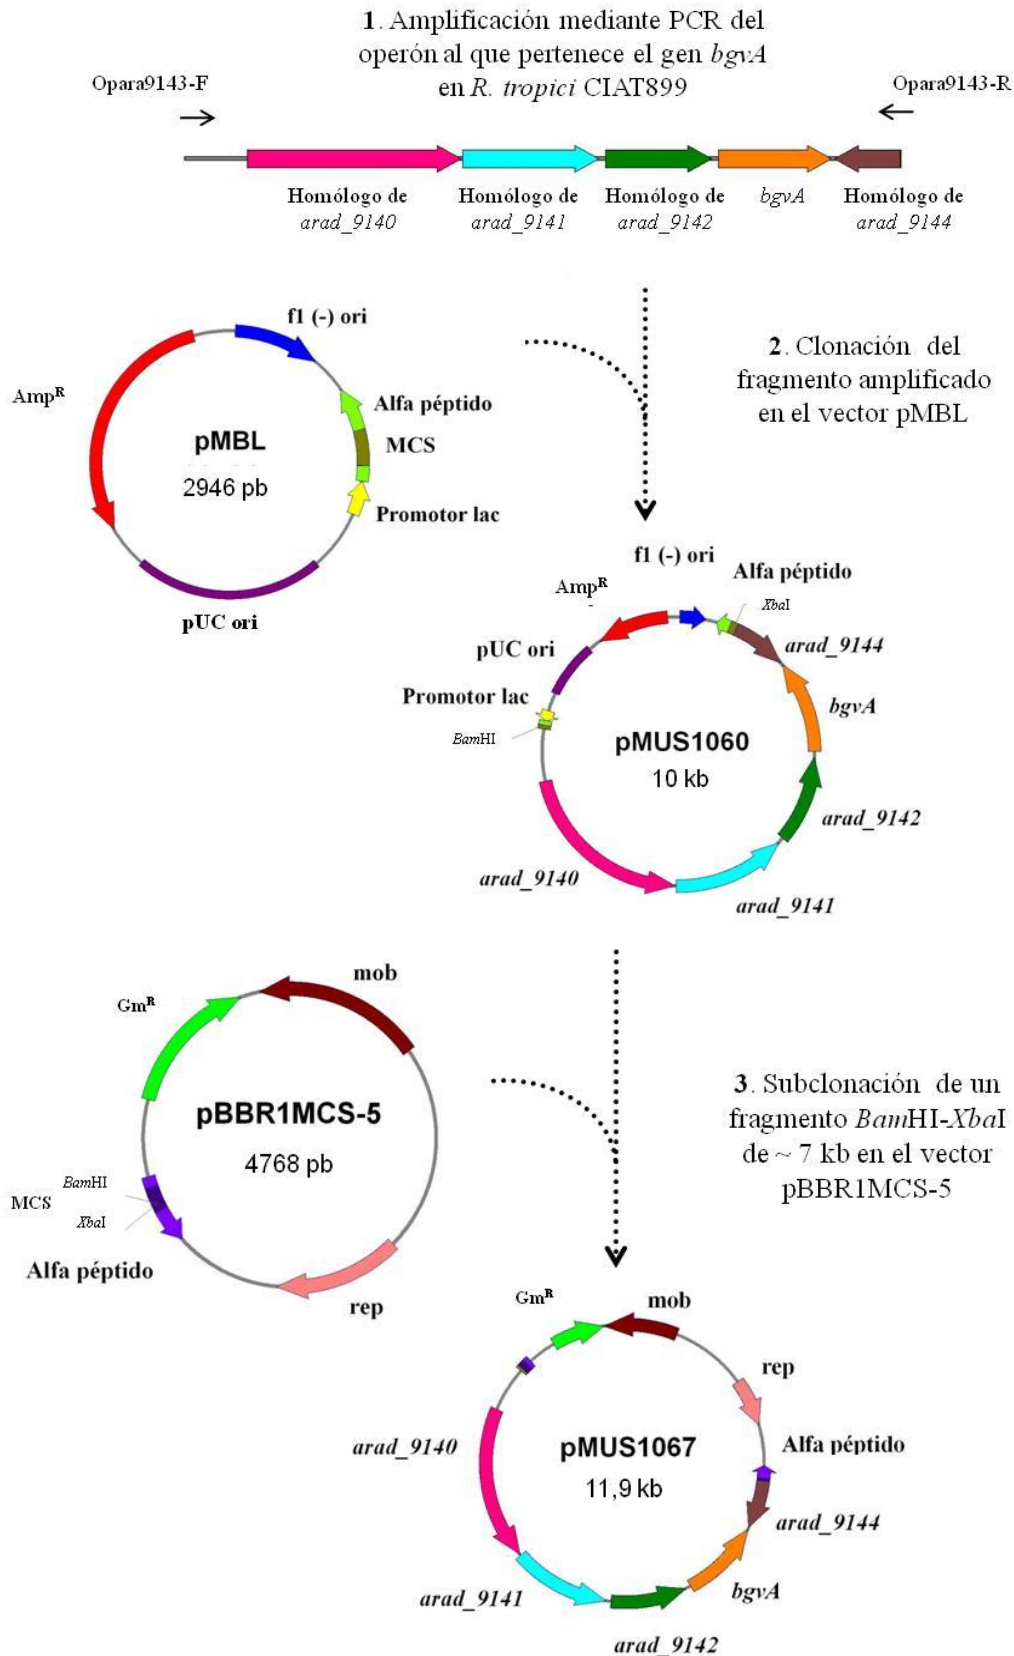 1. Amplificación mediante PCR del
operón al que pertenece el gen bgvA
en R. tropici CIAT899
Opara9143-F
Opara9143-R
Homólogo de
arad_9140
Homólogo de
arad_9141
Homólogo de
arad_9142
bgvA
Homólogo de
arad_9144
f1 (-) ori
AmpR
Alfa péptido
MCS
pMBL
2946 pb
Promotor lac
pUC ori
2. Clonación del
fragmento amplificado
en el vector pMBL
f1 (-) ori
Alfa péptido
AmpR
XbaI
arad_9144
pUC ori
bgvA
Promotor lac
BamHI
pMUS1060
10 kb
arad_9142
arad_9140
arad_9141
mob
GmR
pBBR1MCS-5
4768 pb
BamHI
MCS
XbaI
Alfa péptido
rep
3. Subclonación de un
fragmento BamHI-XbaI
de ~ 7 kb en el vector
pBBR1MCS-5
GmR
mob
rep
arad_9140
Alfa péptido
pMUS1067
11,9 kb
arad_9144
arad_9141
bgvA
arad_9142